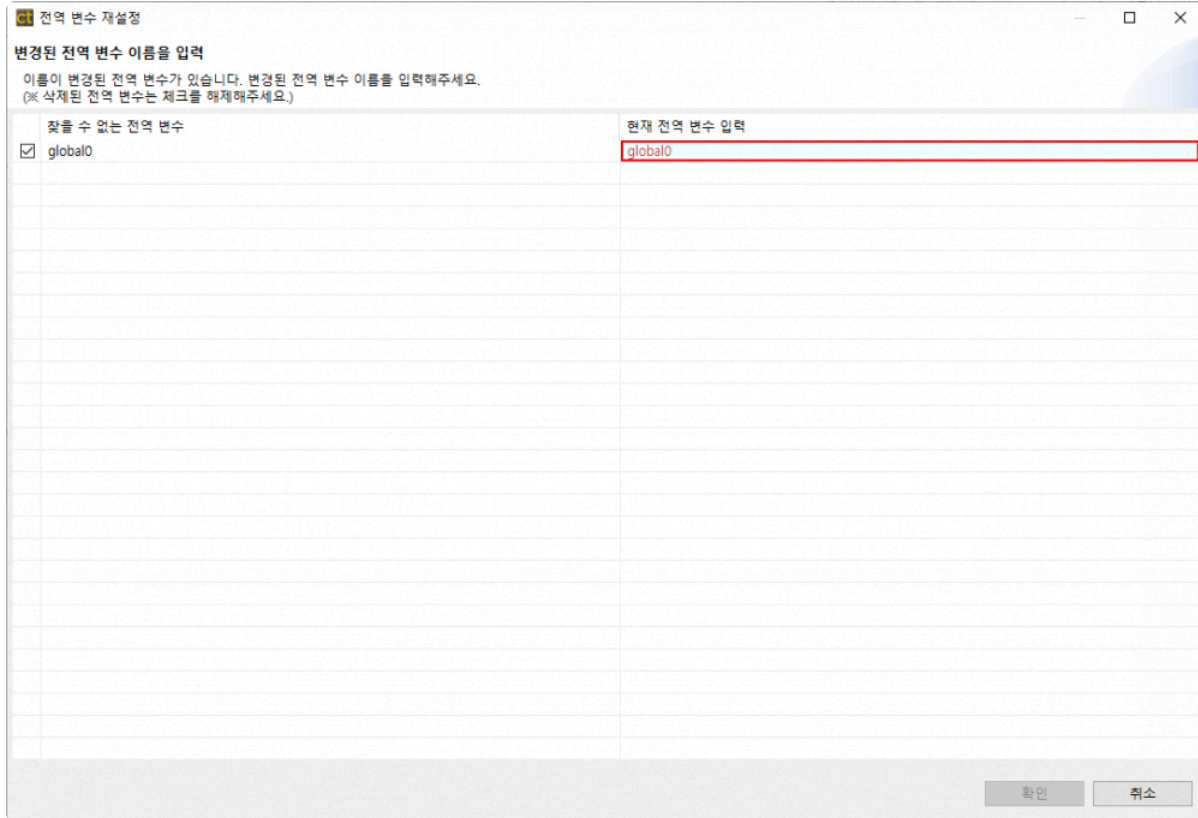 ct 전역 변수 재설정
변경된 전역 변수 이름을 입력
이름이 변경된 전역 변수가 있습니다. 변경된 전역 변수 이름을 입력해주세요.
(※ 삭제된 전역 변수는 체크를 해제해주세요.)
찾을 수 없는 전역 변수 현재 전역 변수 입력
global0 global0
확인 취소